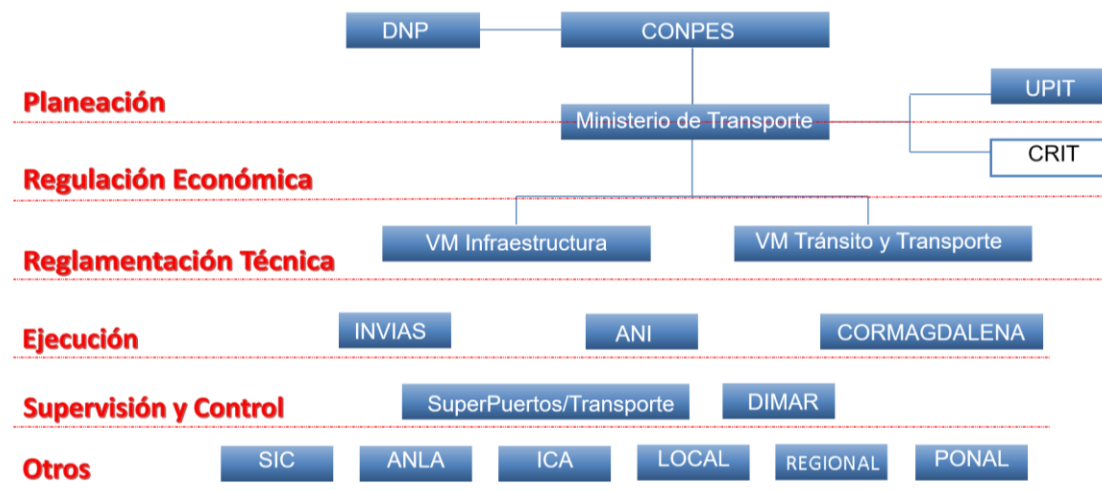 DNP
CONPES
Planeación
UPIT
Ministerio de Transporte
CRIT
Regulación Económica
VM Infraestructura
VM Tránsito y Transporte
Reglamentación Técnica
INVIAS
ANI
CORMAGDALENA
Ejecución
SuperPuertos/Transporte
DIMAR
Supervisión y Control
Otros
SIC
ANLA
ICA
LOCAL
REGIONAL
PONAL